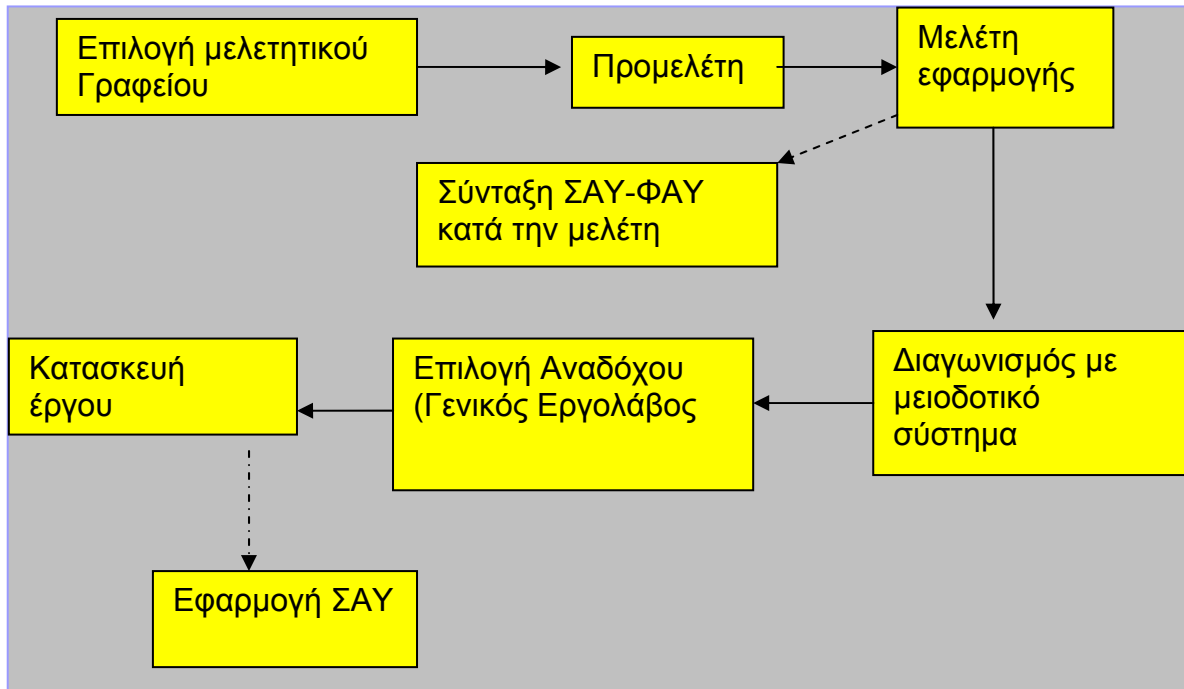 Επιλογή μελετητικού
Γραφείου
Προμελέτη
Μελέτη
εφαρμογής
Σύνταξη ΣΑΥ-ΦΑΥ
κατά την μελέτη
Διαγωνισμός με
μειοδοτικό
σύστημα
Επιλογή Αναδόχου
(Γενικός Εργολάβος
Κατασκευή
έργου
Εφαρμογή ΣΑΥ